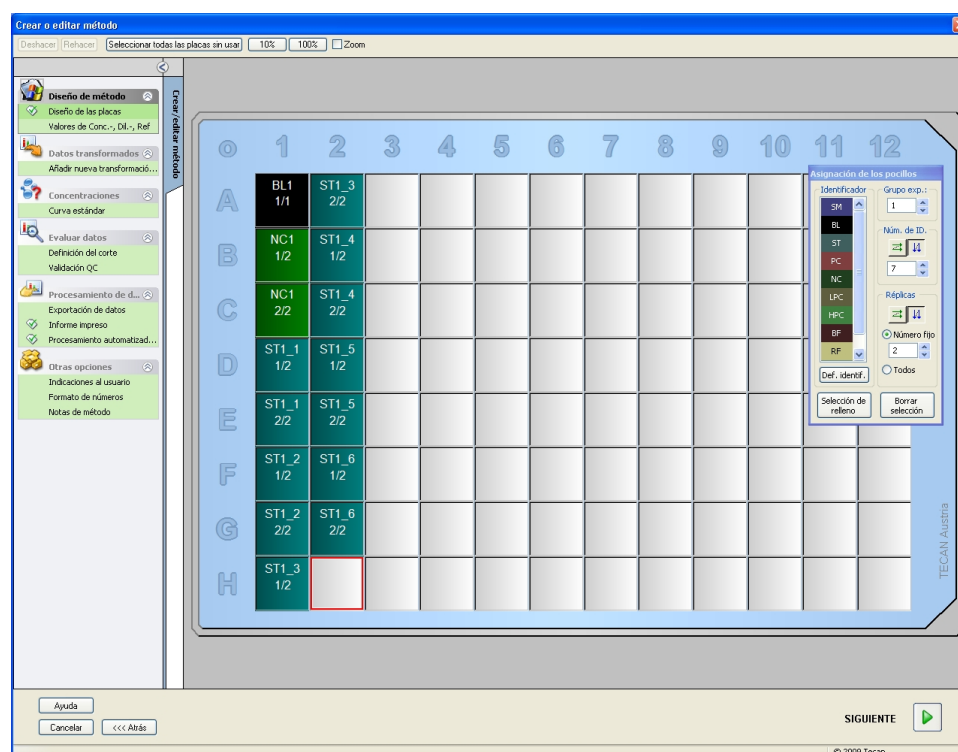 Crear o editar método
Deshacer Rehacer Seleccionar todas las placas sin usar 10% 100% Zoom
Diseño de método
Diseño de las placas
Valores de Conc.-, Dil.-, Ref
Datos transformados
Añadir nueva transformació...
Concentraciones
Curva estándar
Evaluar datos
Definición del corte
Validación QC
Procesamiento de d...
Exportación de datos
Informe impreso
Procesamiento automatizad...
Otras opciones
Indicaciones al usuario
Formato de números
Notas de método
Crear/editar método
o 1 2 3 4 5 6 7 8 9 10 11 12
A BL1 ST1_3
1/1 2/2
B NC1 ST1_4
1/2 1/2
C NC1 ST1_4
2/2 2/2
D ST1_1 ST1_5
1/2 1/2
E ST1_1 ST1_5
2/2 2/2
F ST1_2 ST1_6
1/2 1/2
G ST1_2 ST1_6
2/2 2/2
H ST1_3
1/2
Asignación de los pocillos
Identificador
SM
BL
ST
PC
NC
LPC
HPC
BF
RF
Def. identif.
Grupo exp.:
1
Núm. de ID.
7
Réplicas
Número fijo
2
Todos
Selección de relleno
Borrar selección
TECAN Austria
Ayuda
Cancelar <<< Atrás
SIGUIENTE
© 2009 Tecan